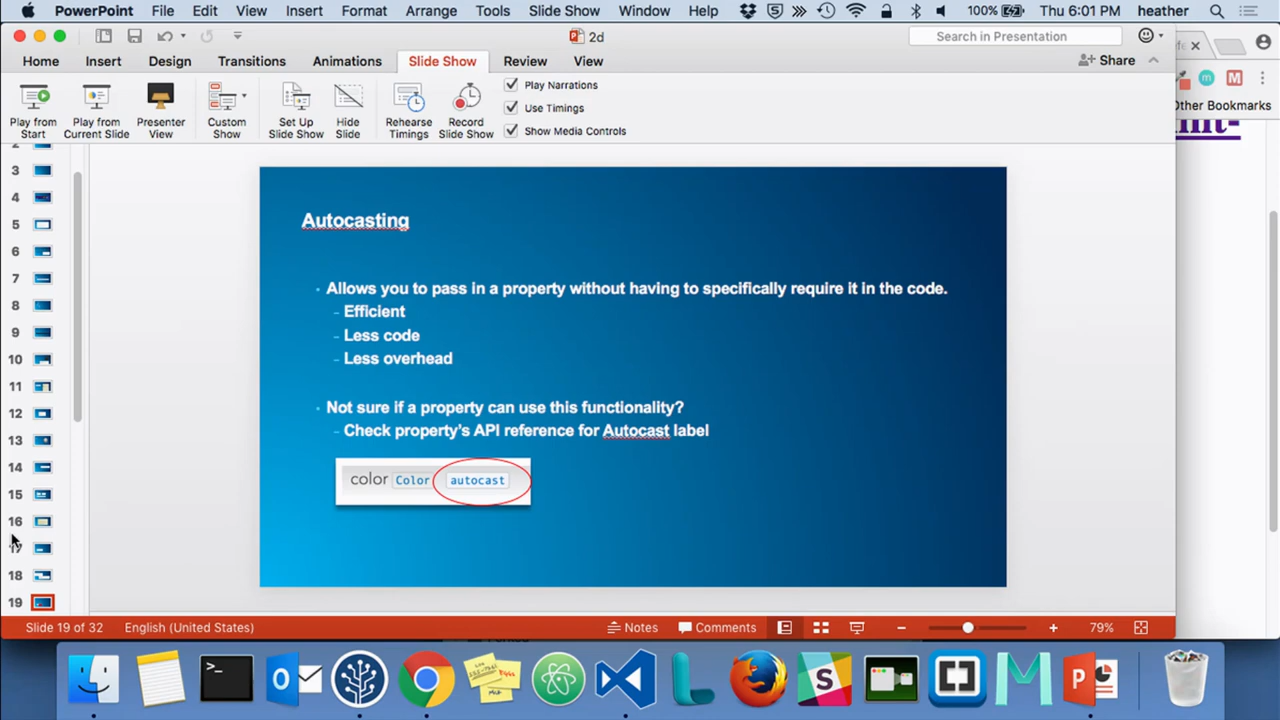 PowerPoint File Edit View Insert Format Arrange Tools Slide Show Window Help 100% Thu 6:01 PM heather
2d
Search in Presentation
Home Insert Design Transitions Animations Slide Show Review View Share
Play from Start
Play from Current Slide
Presenter View
Custom Show
Set Up Slide Show
Hide Slide
Rehearse Timings
Record Slide Show
Play Narrations
Use Timings
Show Media Controls
Other Bookmarks
3
4
5
6
7
8
9
10
11
12
13
14
15
16
17
18
19
Autocasting
Allows you to pass in a property without having to specifically require it in the code.
- Efficient
- Less code
- Less overhead
Not sure if a property can use this functionality?
- Check property's API reference for Autocast label
color Color autocast
Slide 19 of 32 English (United States) Notes Comments 79%